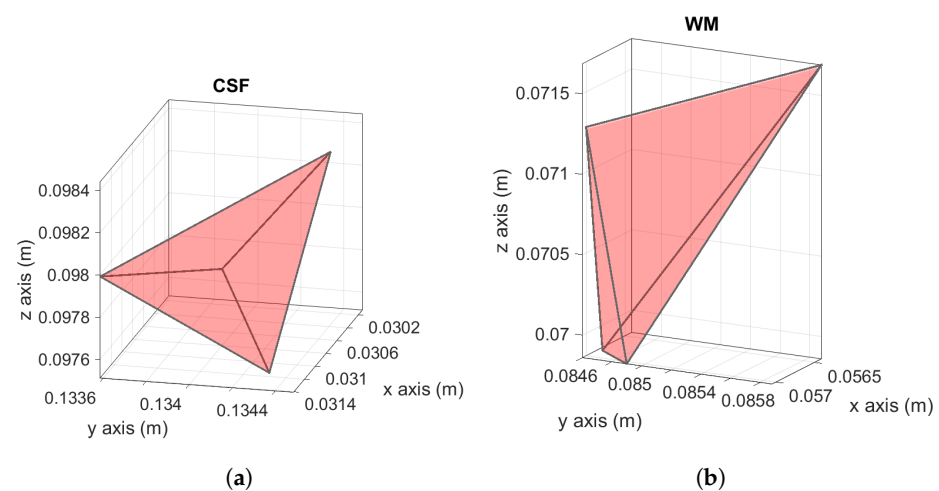 CSF
0.0984
0.0982
0.098
0.0978
0.0976
z axis (m)
0.1336
0.134
0.1344
y axis (m)
0.0302
0.0306
0.031
0.0314
x axis (m)
(a)
WM
0.0715
0.071
0.0705
0.07
z axis (m)
0.0846
0.085
0.0854
0.0858
y axis (m)
0.0565
0.057
x axis (m)
(b)